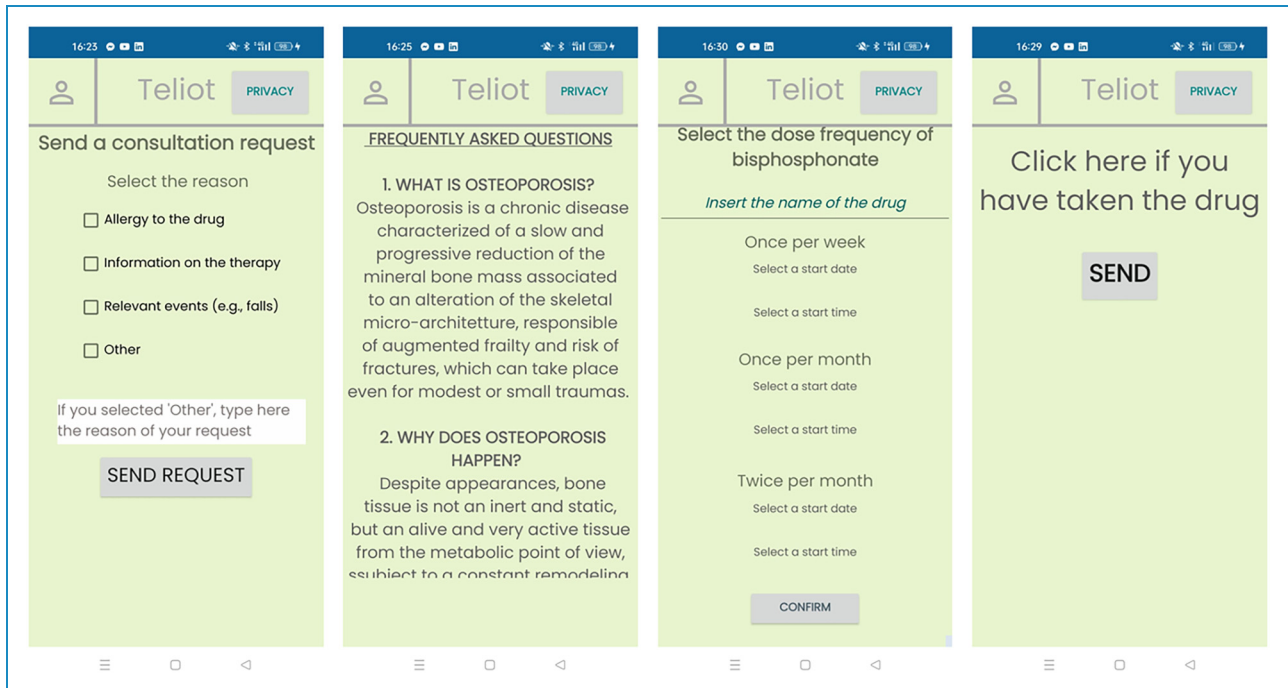 16:23
98
Teliot
PRIVACY
Send a consultation request
Select the reason
Allergy to the drug
Information on the therapy
Relevant events (e.g., falls)
Other
If you selected 'Other', type here
the reason of your request
SEND REQUEST
16:25
98
Teliot
PRIVACY
FREQUENTLY ASKED QUESTIONS
1. WHAT IS OSTEOPOROSIS?
Osteoporosis is a chronic disease
characterized of a slow and
progressive reduction of the
mineral bone mass associated
to an alteration of the skeletal
micro-architetture, responsible
of augmented frailty and risk of
fractures, which can take place
even for modest or small traumas.
2. WHY DOES OSTEOPOROSIS
HAPPEN?
Despite appearances, bone
tissue is not an inert and static,
but an alive and very active tissue
from the metabolic point of view,
ssubject to a constant remodeling
16:30
98
Teliot
PRIVACY
Select the dose frequency of
bisphosphonate
Insert the name of the drug
Once per week
Select a start date
Select a start time
Once per month
Select a start date
Select a start time
Twice per month
Select a start date
Select a start time
CONFIRM
16:29
98
Teliot
PRIVACY
Click here if you
have taken the drug
SEND